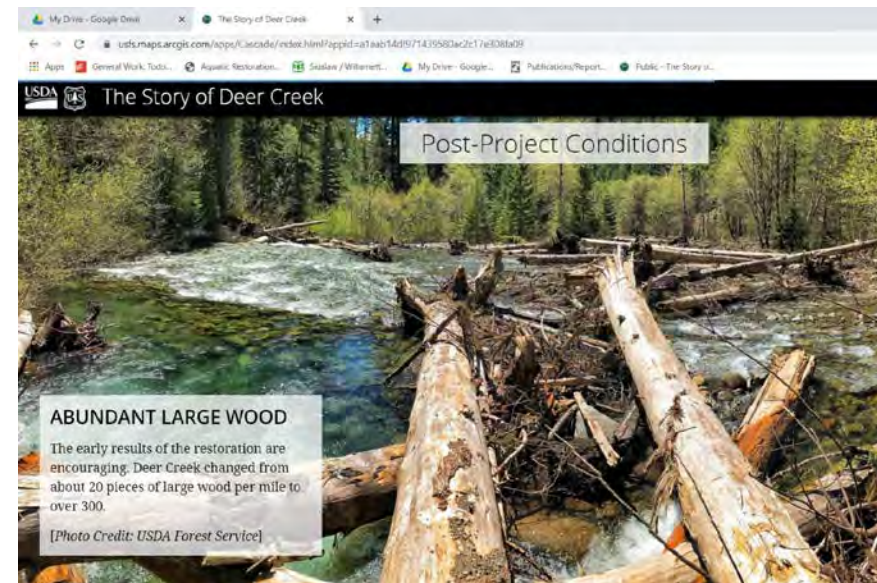 My Drive - Google Drive × The Story of Deer Creek × +
usfs.maps.arcgis.com/apps/Cascade/index.html?appid=
Apps General Work, Todo... Aquatic Restoration... Siuslaw / Willamett... My Drive - Google... Publications/Report... Public - The Story o...
USDA The Story of Deer Creek
Post-Project Conditions
ABUNDANT LARGE WOOD
The early results of the restoration are
encouraging. Deer Creek changed from
about 20 pieces of large wood per mile to
over 300.
[Photo Credit: USDA Forest Service]